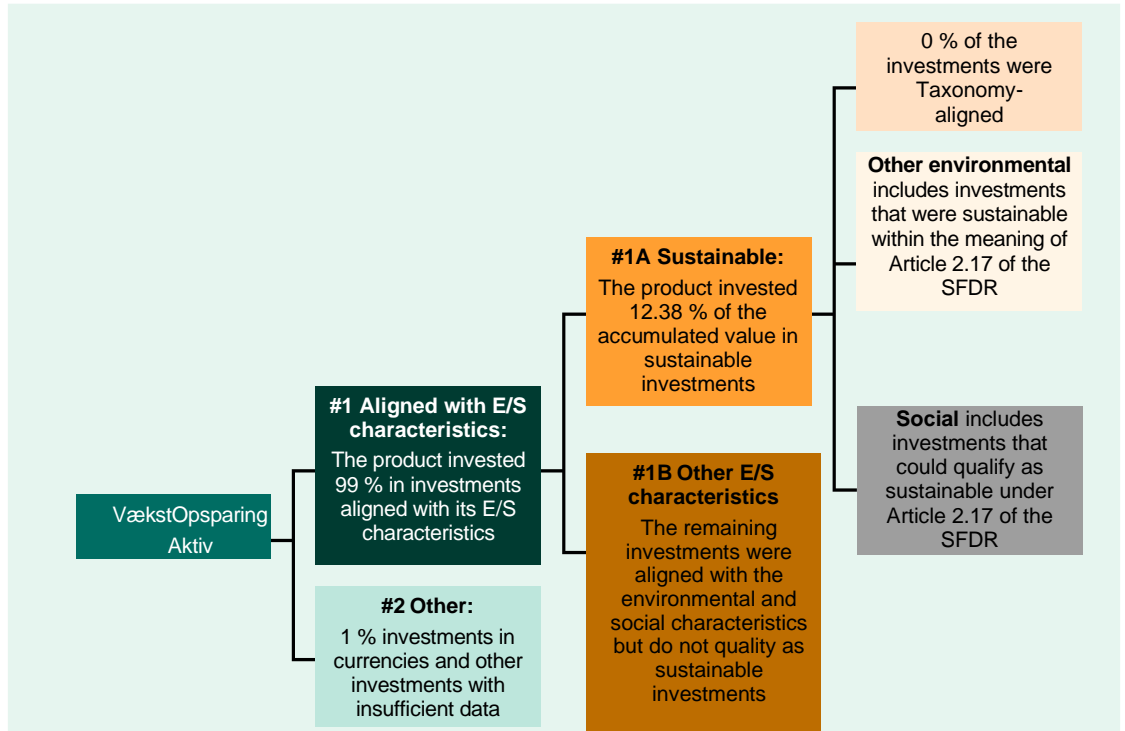 VækstOpsparing
Aktiv
#1 Aligned with E/S
characteristics:
The product invested
99 % in investments
aligned with its E/S
characteristics
#2 Other:
1 % investments in
currencies and other
investments with
insufficient data
#1A Sustainable:
The product invested
12.38 % of the
accumulated value in
sustainable
investments
#1B Other E/S
characteristics
The remaining
investments were
aligned with the
environmental and
social characteristics
but do not quality as
sustainable
investments
0 % of the
investments were
Taxonomy-
aligned
Other environmental
includes investments
that were sustainable
within the meaning of
Article 2.17 of the
SFDR
Social includes
investments that
could qualify as
sustainable under
Article 2.17 of the
SFDR